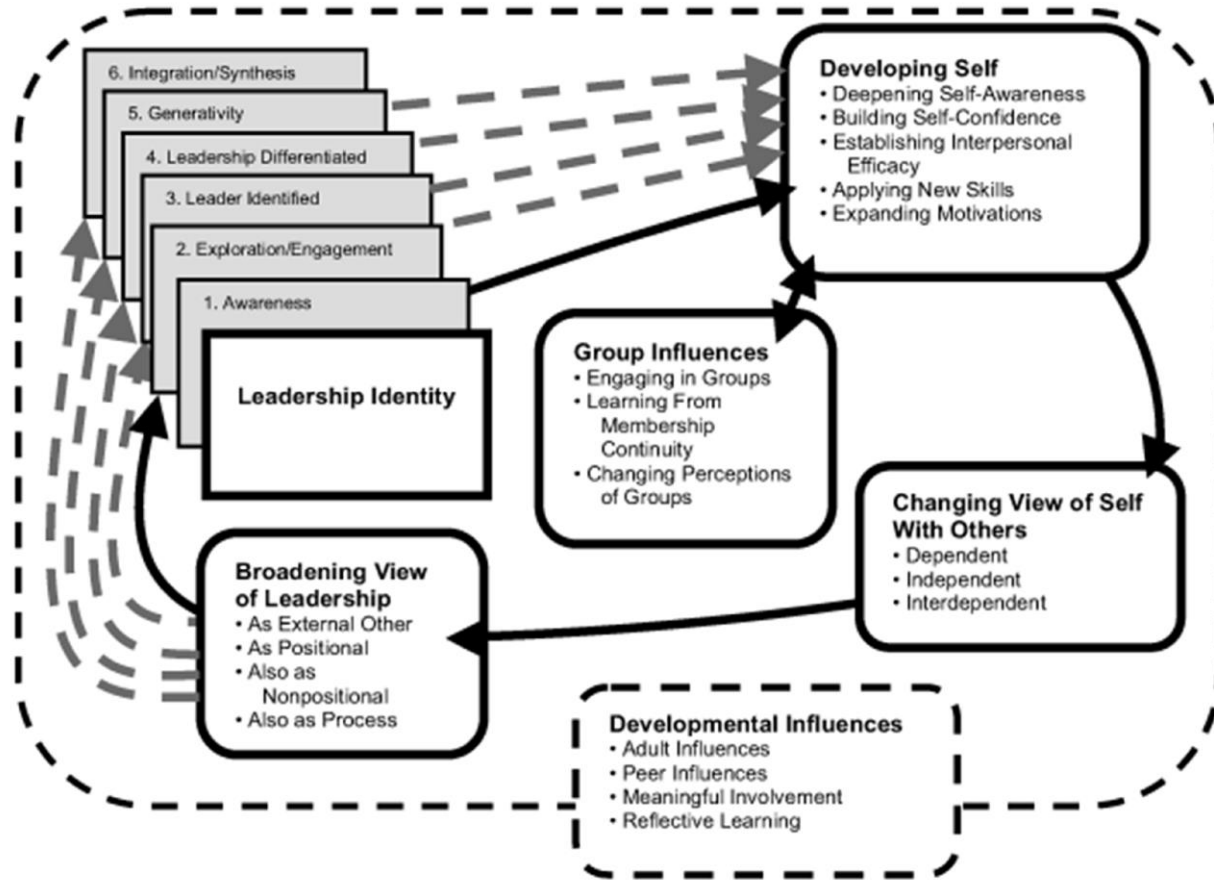 6. Integration/Synthesis
5. Generativity
4. Leadership Differentiated
3. Leader Identified
2. Exploration/Engagement
1. Awareness
Leadership Identity
Developing Self
• Deepening Self-Awareness
• Building Self-Confidence
• Establishing Interpersonal
Efficacy
• Applying New Skills
• Expanding Motivations
Group Influences
• Engaging in Groups
• Learning From
Membership
Continuity
• Changing Perceptions
of Groups
Changing View of Self
With Others
• Dependent
• Independent
• Interdependent
Broadening View
of Leadership
• As External Other
• As Positional
• Also as
Nonpositional
• Also as Process
Developmental Influences
• Adult Influences
• Peer Influences
• Meaningful Involvement
• Reflective Learning